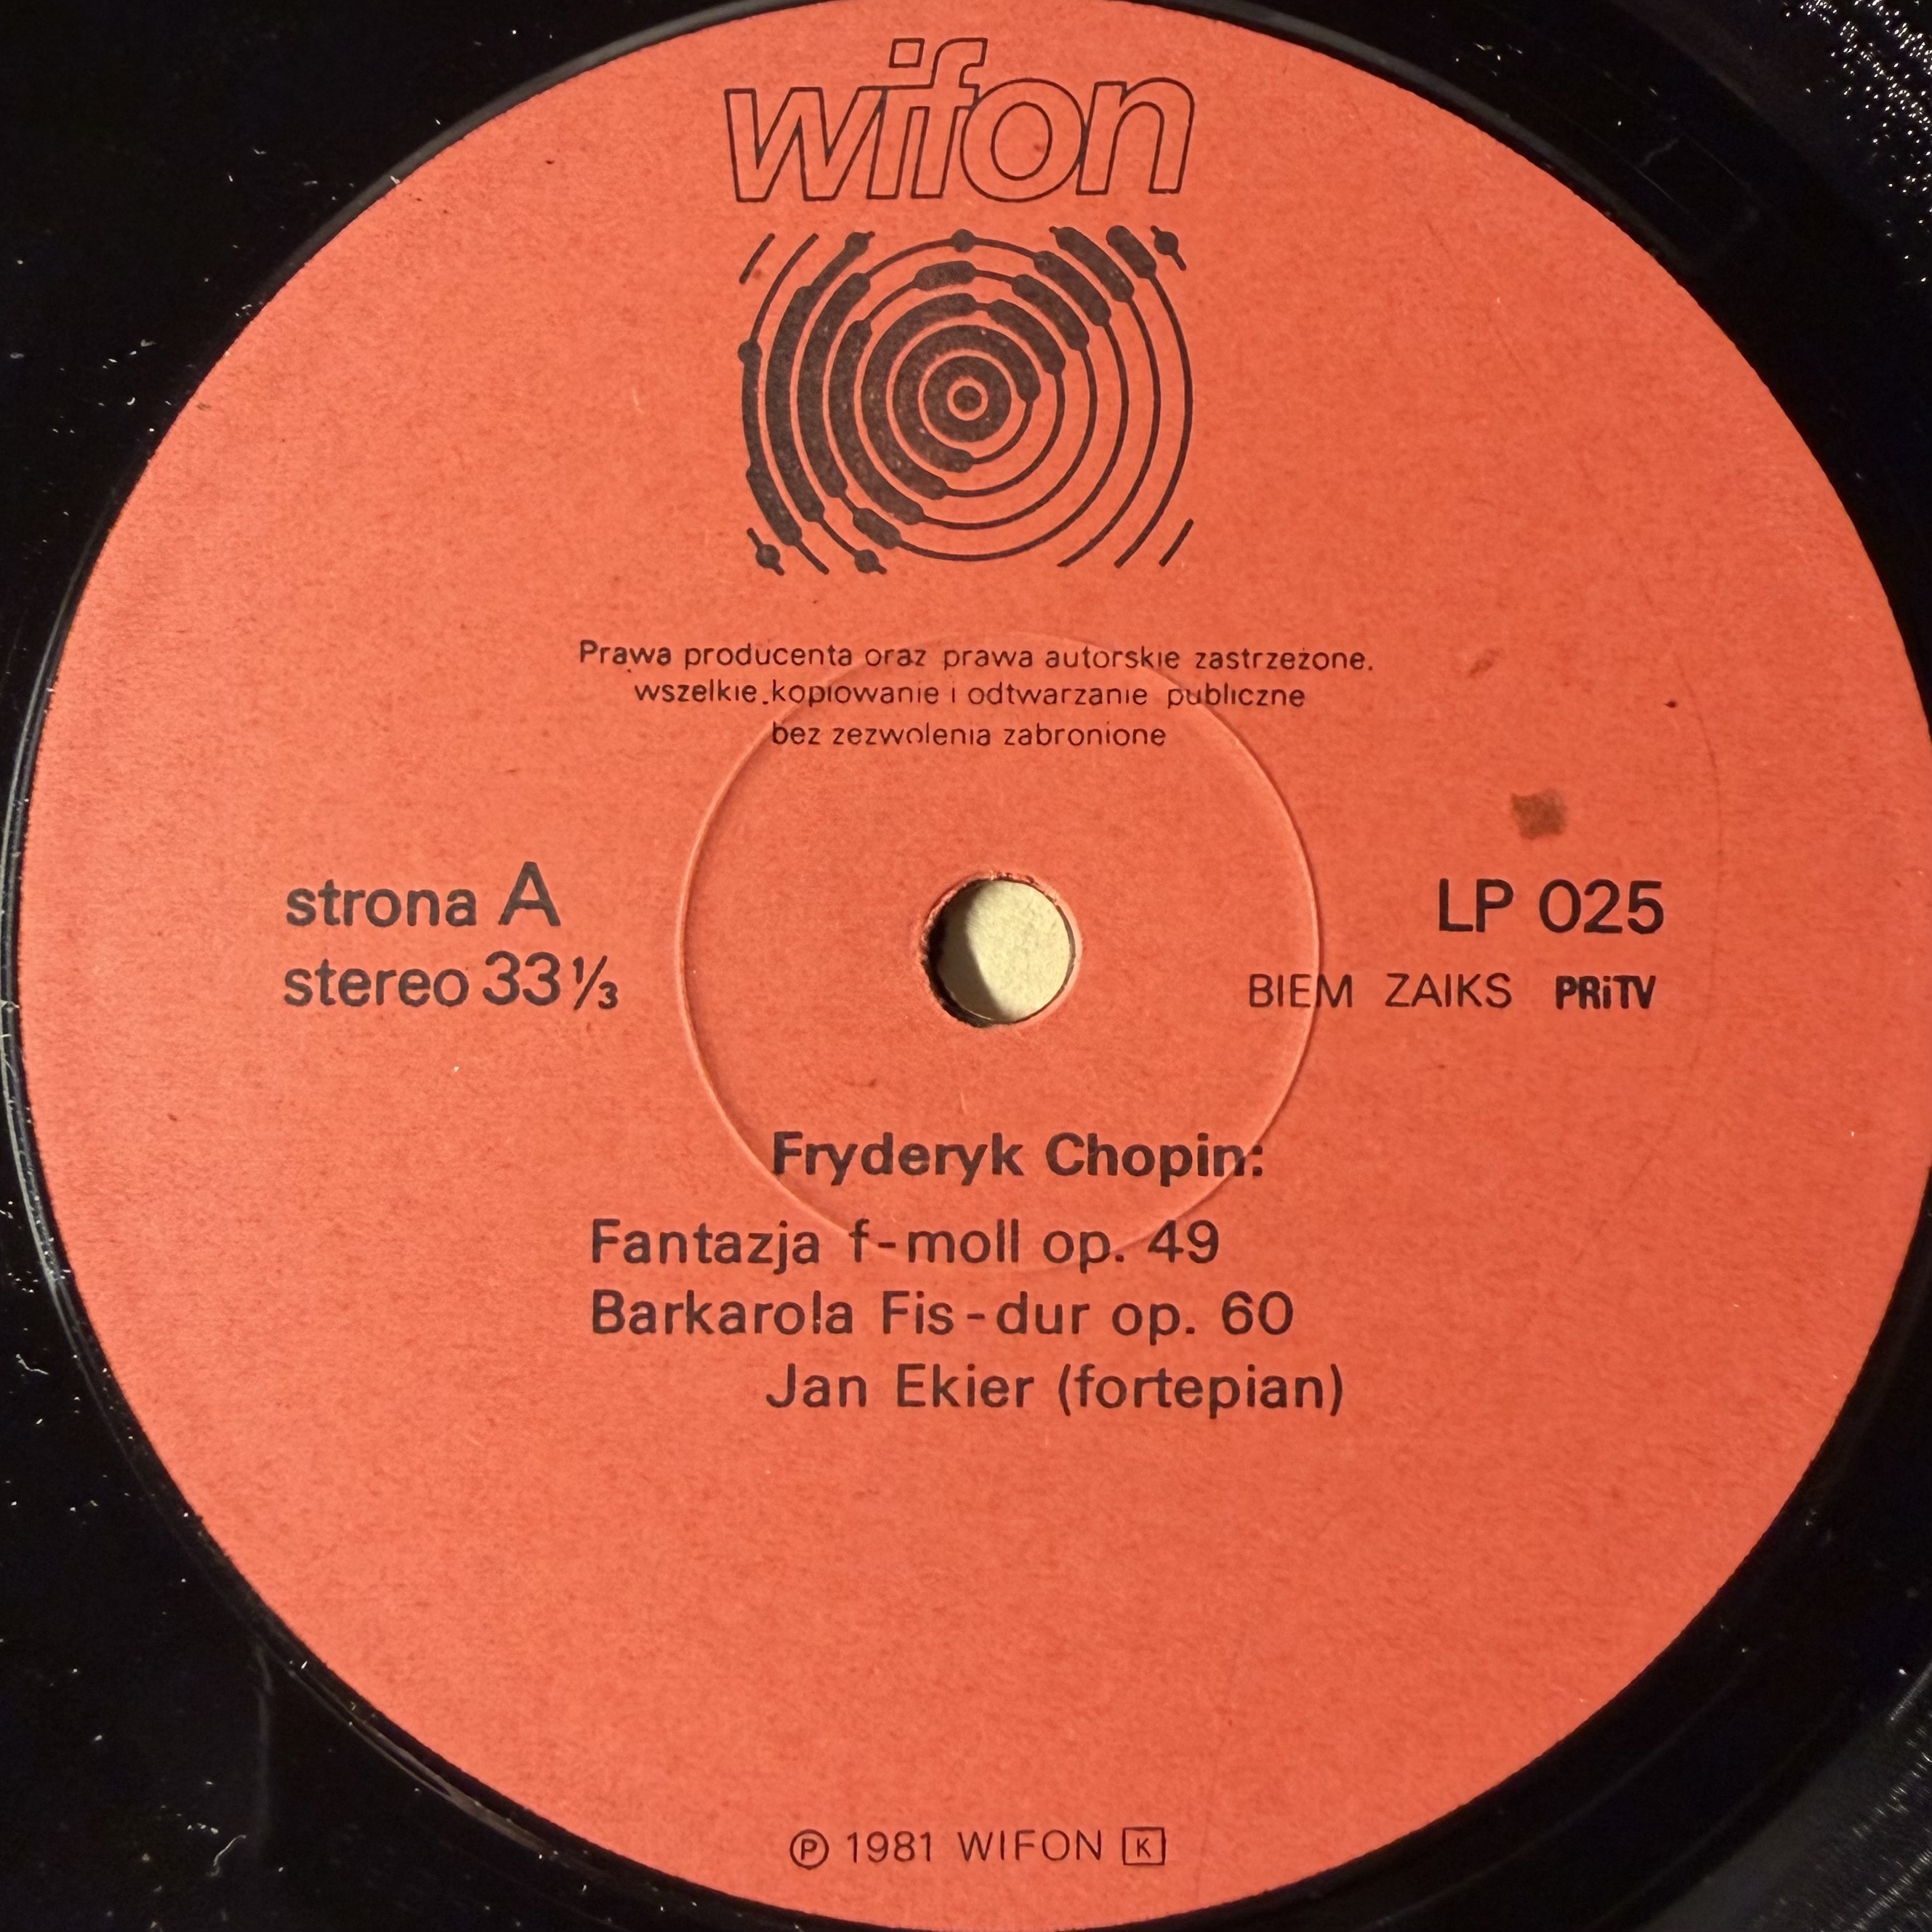 wifon
Prawa producenta oraz prawa autorskie zastrzeżone.
wszelkie.kopiowanie i odtwarzanie publiczne
bez zezwolenia zabronione
strona A
stereo 33 1/3
LP 025
BIEM ZAIKS PRiTV
Fryderyk Chopin:
Fantazja f-moll op. 49
Barkarola Fis-dur op. 60
Jan Ekier (fortepian)
Ⓟ 1981 WIFON K